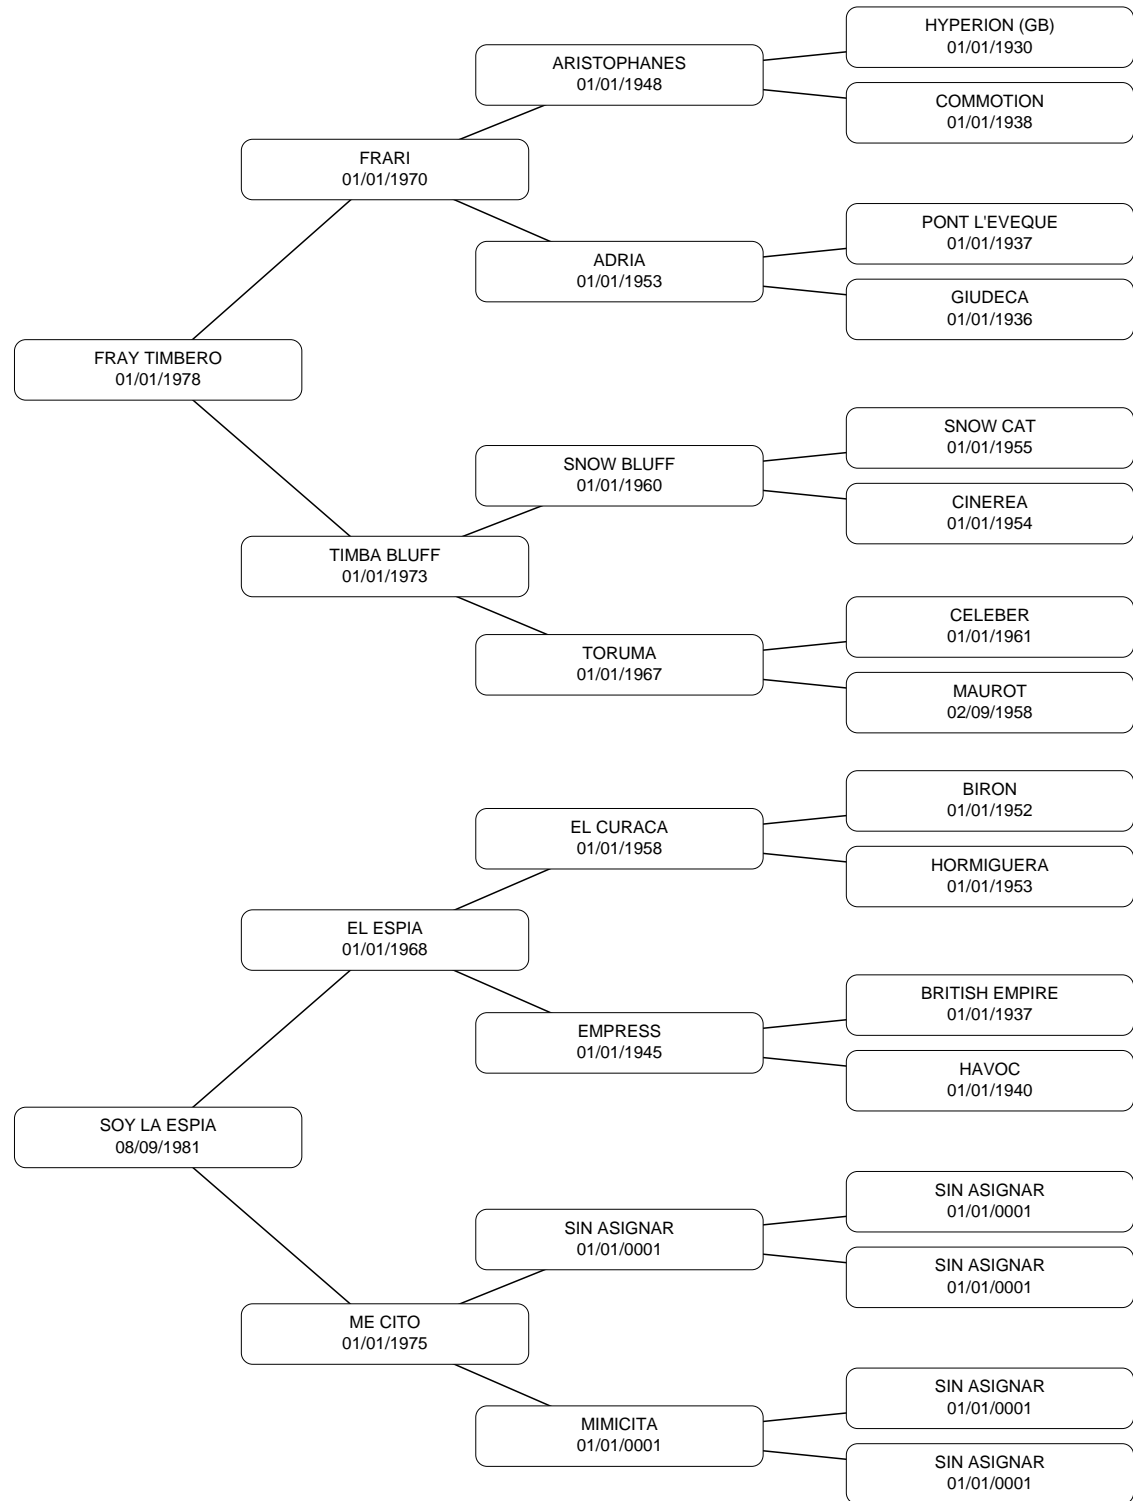 HYPERION (GB)
01/01/1930
ARISTOPHANES
01/01/1948
COMMOTION
01/01/1938
FRARI
01/01/1970
PONT L'EVEQUE
01/01/1937
ADRIA
01/01/1953
GIUDECA
01/01/1936
FRAY TIMBERO
01/01/1978
SNOW CAT
01/01/1955
SNOW BLUFF
01/01/1960
CINEREA
01/01/1954
TIMBA BLUFF
01/01/1973
CELEBER
01/01/1961
TORUMA
01/01/1967
MAUROT
02/09/1958
BIRON
01/01/1952
EL CURACA
01/01/1958
HORMIGUERA
01/01/1953
EL ESPIA
01/01/1968
BRITISH EMPIRE
01/01/1937
EMPRESS
01/01/1945
HAVOC
01/01/1940
SOY LA ESPIA
08/09/1981
SIN ASIGNAR
01/01/0001
SIN ASIGNAR
01/01/0001
SIN ASIGNAR
01/01/0001
ME CITO
01/01/1975
SIN ASIGNAR
01/01/0001
MIMICITA
01/01/0001
SIN ASIGNAR
01/01/0001